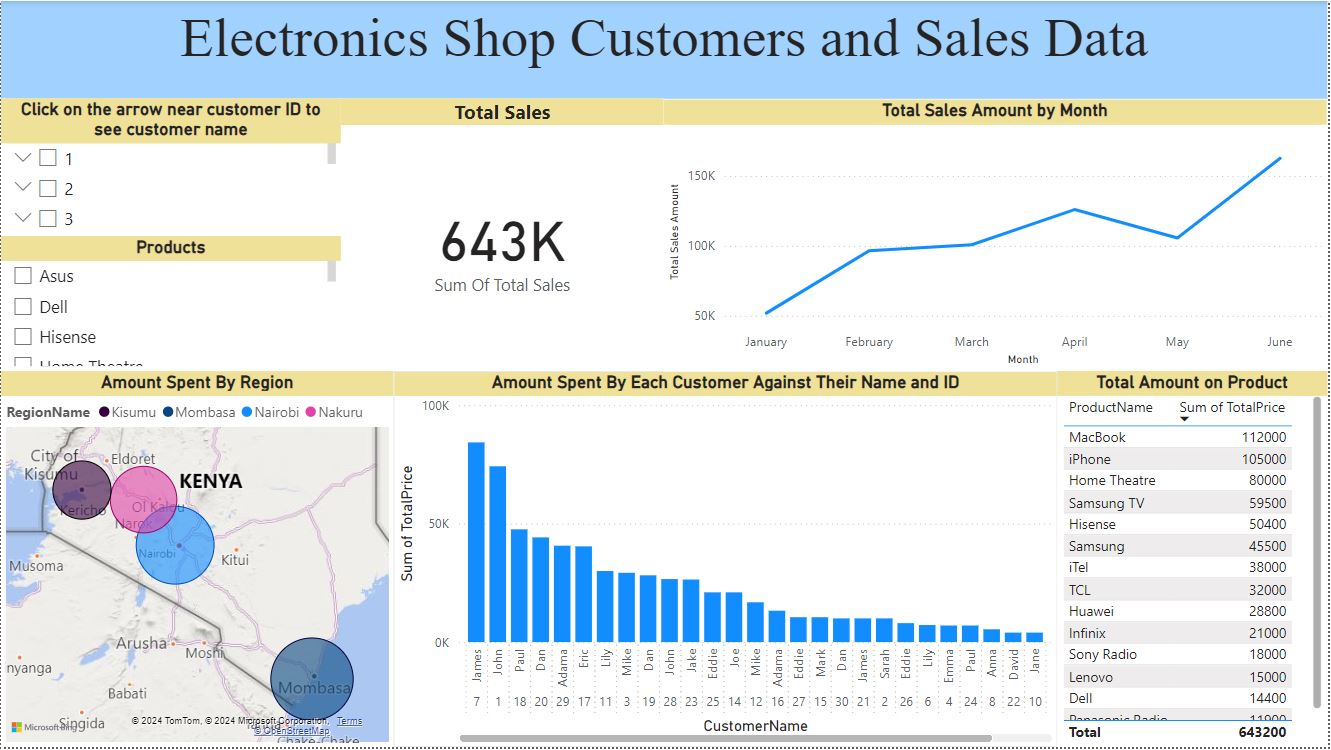 Electronics Shop Customers and Sales Data
Click on the arrow near customer ID to
see customer name
1
2
3
Products
Asus
Dell
Hisense
Home Theatre
Total Sales
643K
Sum Of Total Sales
Total Sales Amount by Month
Total Sales Amount
150K
100K
50K
January February March April May June
Month
Amount Spent By Region
RegionName Kisumu Mombasa Nairobi Nakuru
City of
Kisumu
Eldoret
KENYA
Ol Kalou
Kericho
Narok
Nairobi
Kitui
Musoma
Arusha
Moshi
nyanga
Babati
Mombasa
Singida
Microsoft Bing
© 2024 TomTom, © 2024 Microsoft Corporation, Terms
© OpenStreetMap
Chake-Chake
Amount Spent By Each Customer Against Their Name and ID
Sum of TotalPrice
100K
50K
0K
James John Paul Dan Adama Eric Lily Mike Dan John Jake Eddie Joe Mike Adama Eddie Mark Dan James Sarah Eddie Lily Emma Paul Anna David Jane
7 1 18 20 29 17 11 3 19 28 23 25 14 12 16 27 15 30 21 2 26 6 4 24 8 22 10
CustomerName
Total Amount on Product
ProductName Sum of TotalPrice
MacBook 112000
iPhone 105000
Home Theatre 80000
Samsung TV 59500
Hisense 50400
Samsung 45500
iTel 38000
TCL 32000
Huawei 28800
Infinix 21000
Sony Radio 18000
Lenovo 15000
Dell 14400
Panasonic Radio 11900
Total 643200